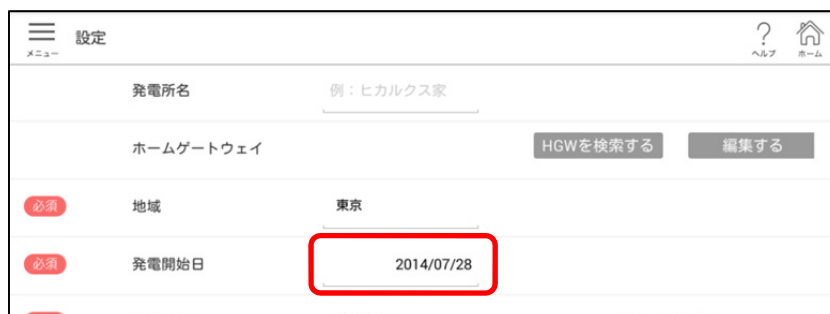 メニュー 設定 ヘルプ ホーム
発電所名 例：ヒカルクス家
ホームゲートウェイ HGWを検索する 編集する
必須 地域 東京
必須 発電開始日 2014/07/28